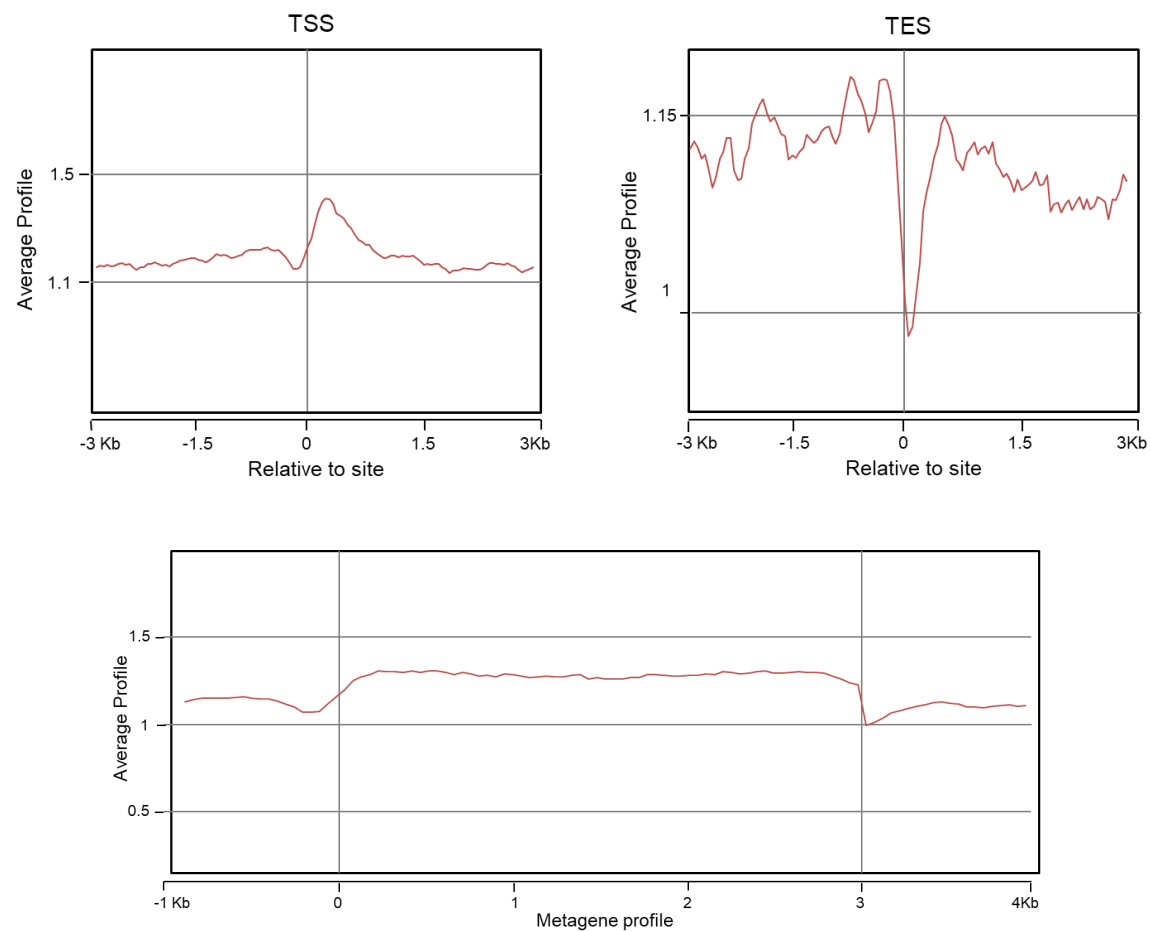 TSS
Average Profile
1.5
1.1
-3 Kb -1.5 0 1.5 3Kb
Relative to site
TES
Average Profile
1.15
1
-3 Kb -1.5 0 1.5 3Kb
Relative to site
Average Profile
1.5
1
0.5
-1 Kb 0 1 2 3 4Kb
Metagene profile